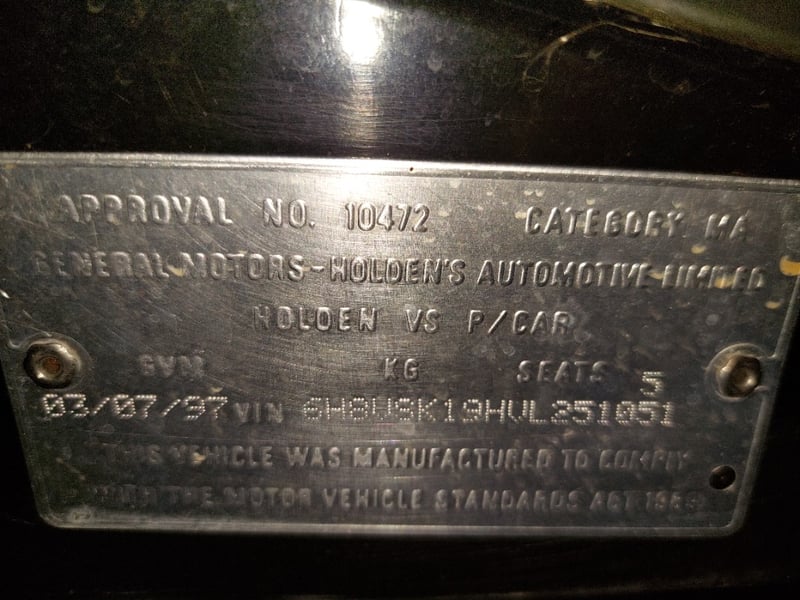 APPROVAL NO. 10472 CATEGORY MA
GENERAL MOTORS-HOLDEN'S AUTOMOTIVE LIMITED
HOLDEN VS P/CAR
GVM KG SEATS 5
03/07/97 VIN
THIS VEHICLE WAS MANUFACTURED TO COMPLY
WITH THE MOTOR VEHICLE STANDARDS ACT